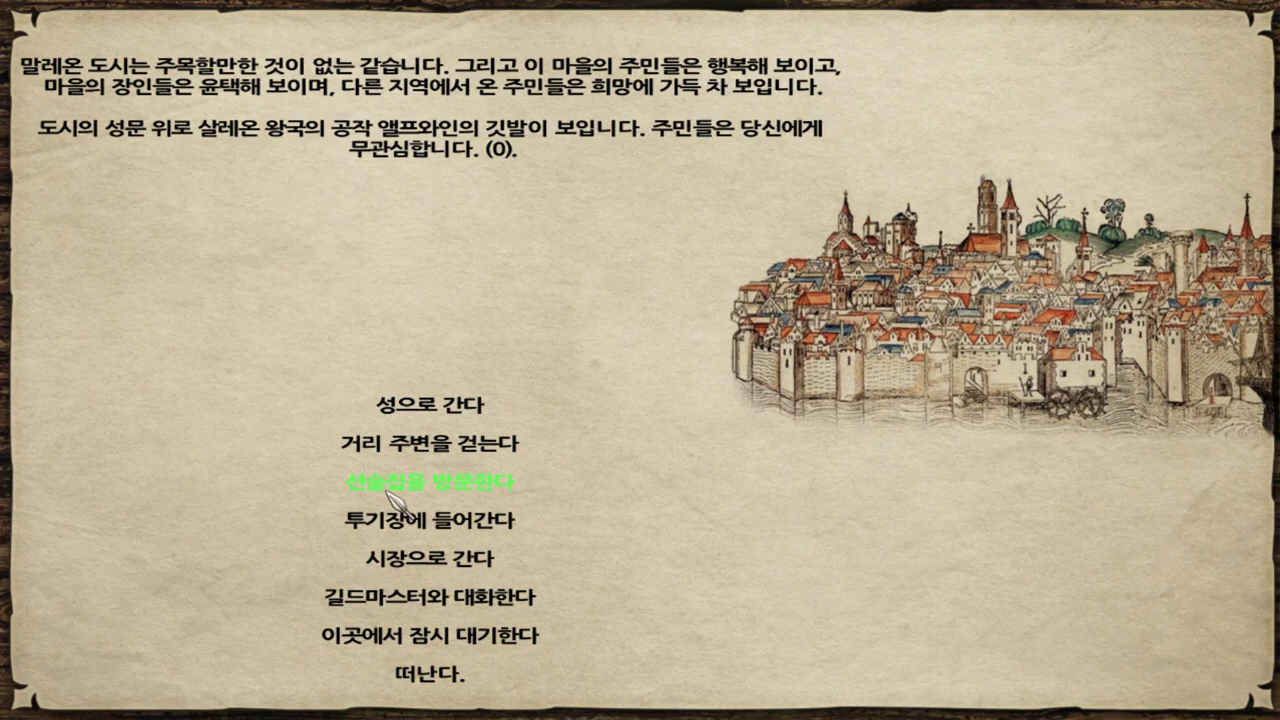 말레온 도시는 주목할만한 것이 없는 같습니다. 그리고 이 마을의 주민들은 행복해 보이고,
마을의 장인들은 윤택해 보이며, 다른 지역에서 온 주민들은 희망에 가득 차 보입니다.
도시의 성문 위로 살레온 왕국의 공작 앨프와인의 깃발이 보입니다. 주민들은 당신에게
무관심합니다. (0).
성으로 간다
거리 주변을 걷는다
선술집을 방문한다
투기장에 들어간다
시장으로 간다
길드마스터와 대화한다
이곳에서 잠시 대기한다
떠난다.